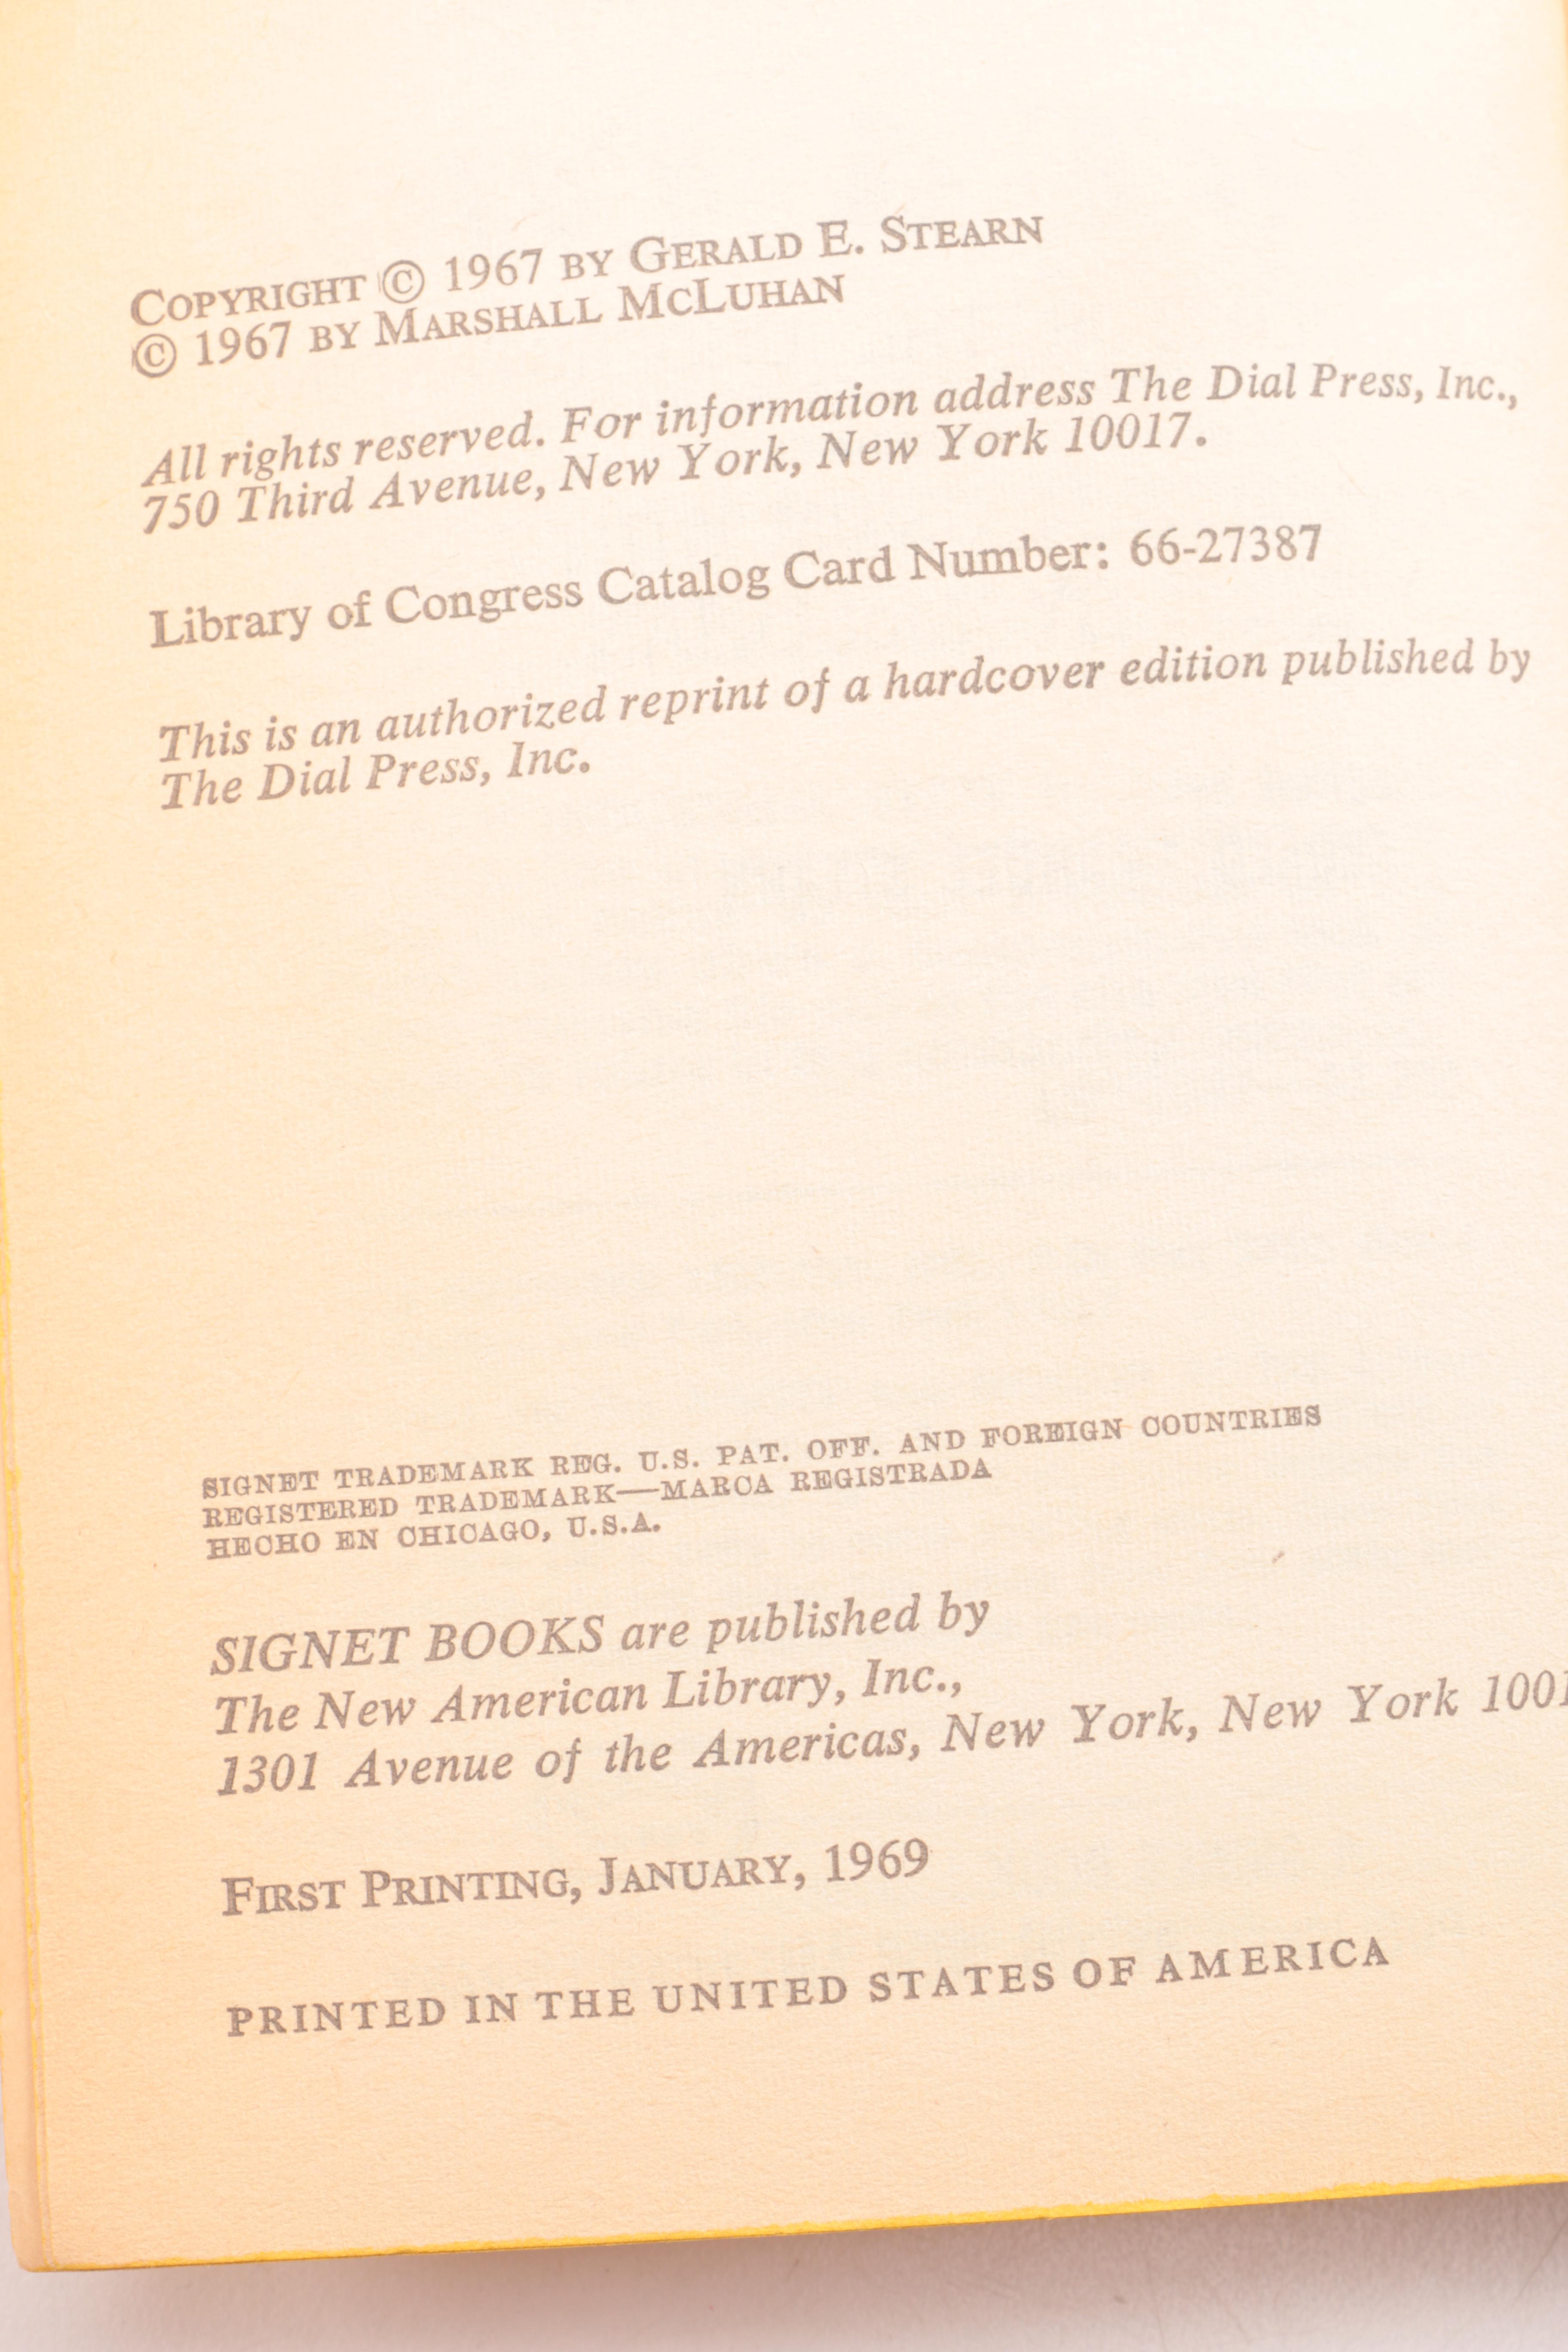 COPYRIGHT © 1967 BY GERALD E. STEARN
© 1967 BY MARSHALL MCLUHAN
All rights reserved. For information address The Dial Press, Inc.,
750 Third Avenue, New York, New York 10017.
Library of Congress Catalog Card Number: 66-27387
This is an authorized reprint of a hardcover edition published by
The Dial Press, Inc.
SIGNET TRADEMARK REG. U.S. PAT. OFF. AND FOREIGN COUNTRIES
REGISTERED TRADEMARK—MARCA REGISTRADA
HECHO EN CHICAGO, U.S.A.
SIGNET BOOKS are published by
The New American Library, Inc.,
1301 Avenue of the Americas, New York, New York
FIRST PRINTING, JANUARY, 1969
PRINTED IN THE UNITED STATES OF AMERICA